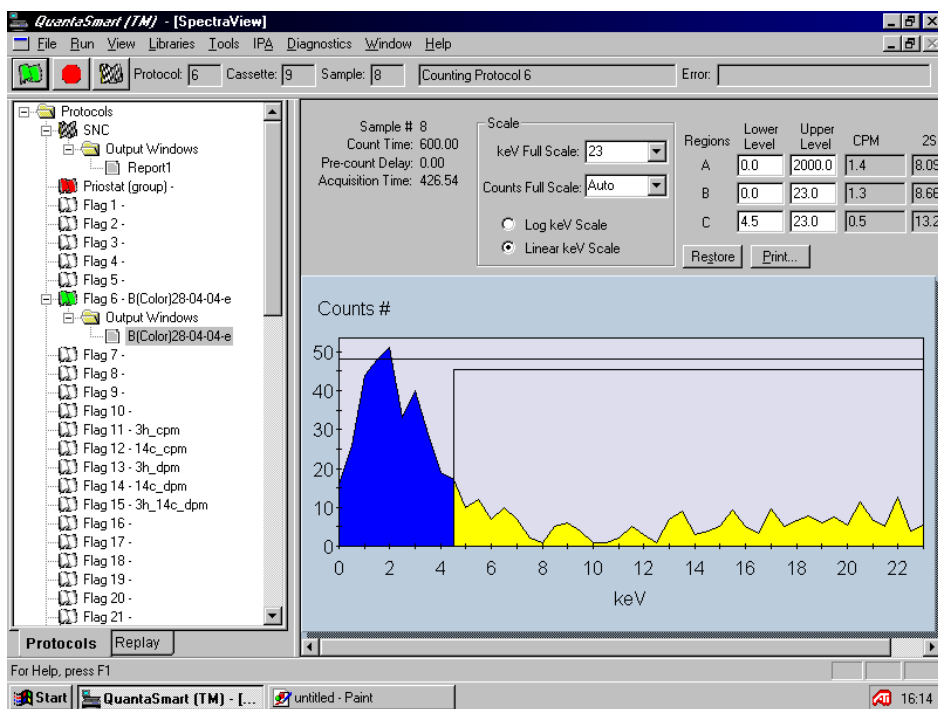 QuantaSmart (TM) - [SpectraView]
File Run View Libraries Tools IPA Diagnostics Window Help
Protocol: 6 Cassette: 9 Sample: 8 Counting Protocol 6 Error:
Protocols
SNC
Output Windows
Report1
Priostat (group) -
Flag 1 -
Flag 2 -
Flag 3 -
Flag 4 -
Flag 5 -
Flag 6 - B(Color)28-04-04-e
Output Windows
B(Color)28-04-04-e
Flag 7 -
Flag 8 -
Flag 9 -
Flag 10 -
Flag 11 - 3h_cpm
Flag 12 - 14c_cpm
Flag 13 - 3h_dpm
Flag 14 - 14c_dpm
Flag 15 - 3h_14c_dpm
Flag 16 -
Flag 17 -
Flag 18 -
Flag 19 -
Flag 20 -
Flag 21 -
Protocols Replay
Sample # 8
Count Time: 600.00
Pre-count Delay: 0.00
Acquisition Time: 426.54
Scale
keV Full Scale: 23
Counts Full Scale: Auto
Log keV Scale
Linear keV Scale
Regions Lower Level Upper Level CPM 2S
A 0.0 2000.0 1.4 8.09
B 0.0 23.0 1.3 8.66
C 4.5 23.0 0.5 13.2
Restore Print...
Counts #
50
40
30
20
10
0
0 2 4 6 8 10 12 14 16 18 20 22
keV
For Help, press F1
Start QuantaSmart (TM) - [... untitled - Paint ATI 16:14